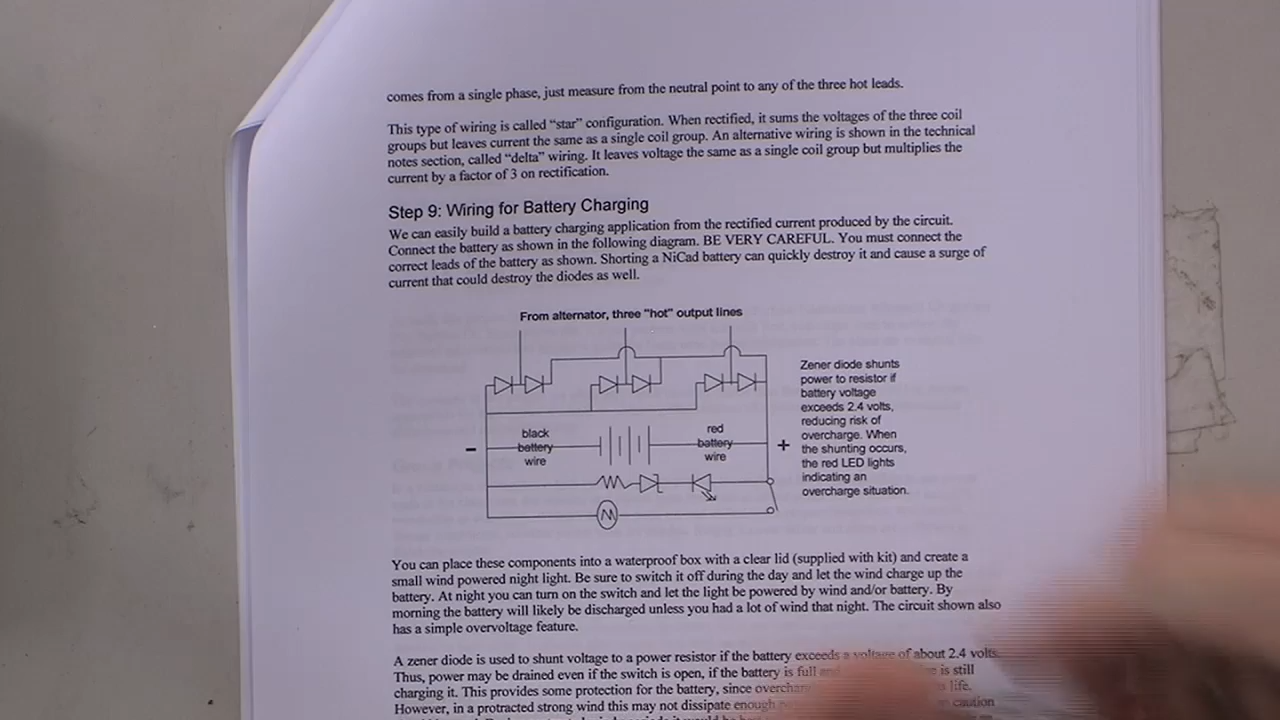 comes from a single phase, just measure from the neutral point to any of the three hot leads.
This type of wiring is called “star” configuration. When rectified, it sums the voltages of the three coil
groups but leaves current the same as a single coil group. An alternative wiring is shown in the technical
notes section, called “delta” wiring. It leaves voltage the same as a single coil group but multiplies the
current by a factor of 3 on rectification.
Step 9: Wiring for Battery Charging
We can easily build a battery charging application from the rectified current produced by the circuit.
Connect the battery as shown in the following diagram. BE VERY CAREFUL. You must connect the
correct leads of the battery as shown. Shorting a NiCad battery can quickly destroy it and cause a surge of
current that could destroy the diodes as well.
From alternator, three "hot" output lines
-
black
battery
wire
red
battery
wire
+
Zener diode shunts
power to resistor if
battery voltage
exceeds 2.4 volts,
reducing risk of
overcharge. When
the shunting occurs,
the red LED lights
indicating an
overcharge situation.
You can place these components into a waterproof box with a clear lid (supplied with kit) and create a
small wind powered night light. Be sure to switch it off during the day and let the wind charge up the
battery. At night you can turn on the switch and let the light be powered by wind and/or battery. By
morning the battery will likely be discharged unless you had a lot of wind that night. The circuit shown also
has a simple overvoltage feature.
A zener diode is used to shunt voltage to a power resistor if the battery exceeds a voltage of about 2.4 volts.
Thus, power may be drained even if the switch is open, if the battery is full is still
charging it. This provides some protection for the battery, since life.
However, in a protracted strong wind this may not dissipate enough caution